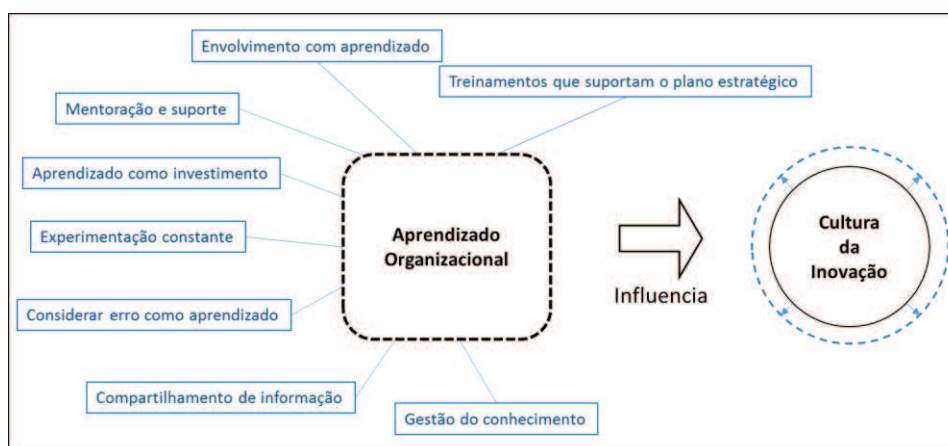 Envolvimento com aprendizado
Treinamentos que suportam o plano estratégico
Mentoração e suporte
Aprendizado como investimento
Experimentação constante
Considerar erro como aprendizado
Compartilhamento de informação
Gestão do conhecimento
Aprendizado
Organizacional
Influencia
Cultura
da
Inovação